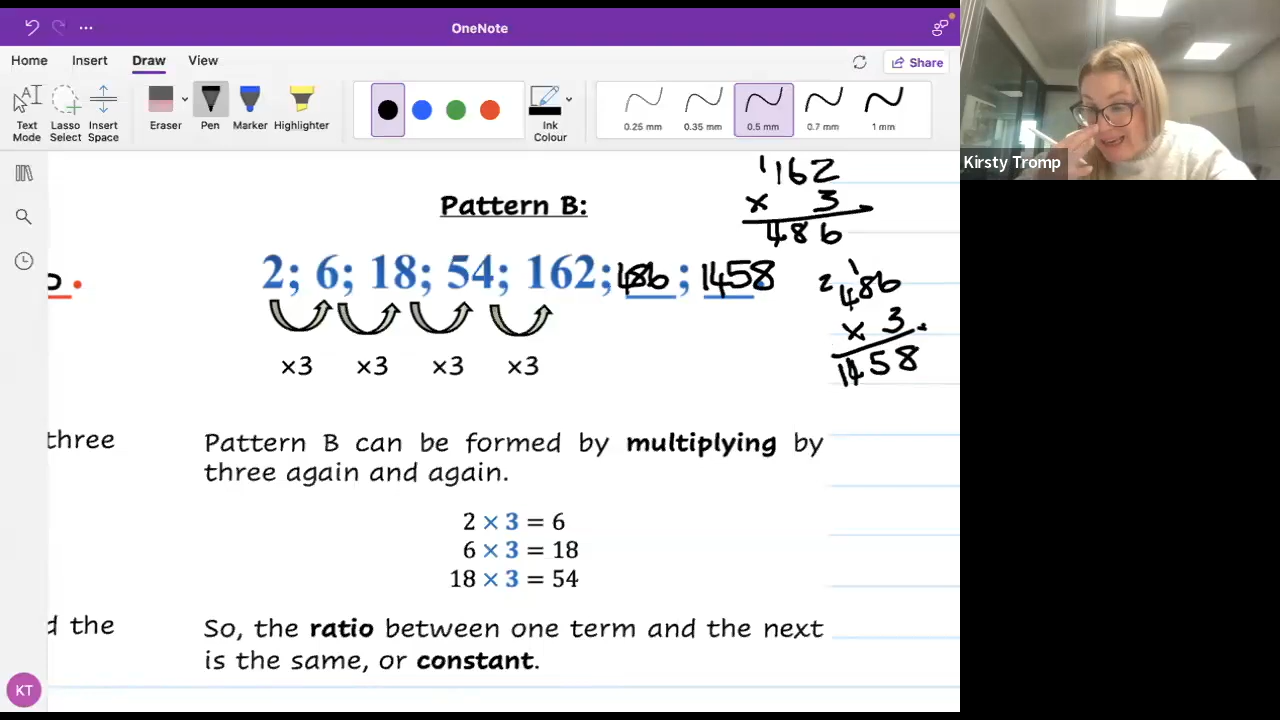 OneNote
Home Insert Draw View
Share
Text Mode
Lasso Select
Insert Space
Eraser
Pen
Marker
Highlighter
Ink Colour
0.25 mm
0.35 mm
0.5 mm
0.7 mm
1 mm
Kirsty Tromp
Pattern B:
1 162
× 3
486
2; 6; 18; 54; 162; 486; 1458.
×3 ×3 ×3 ×3
1
2 486
× 3
1458
three
Pattern B can be formed by multiplying by
three again and again.
2 × 3 = 6
6 × 3 = 18
18 × 3 = 54
d the
So, the ratio between one term and the next
is the same, or constant.
KT